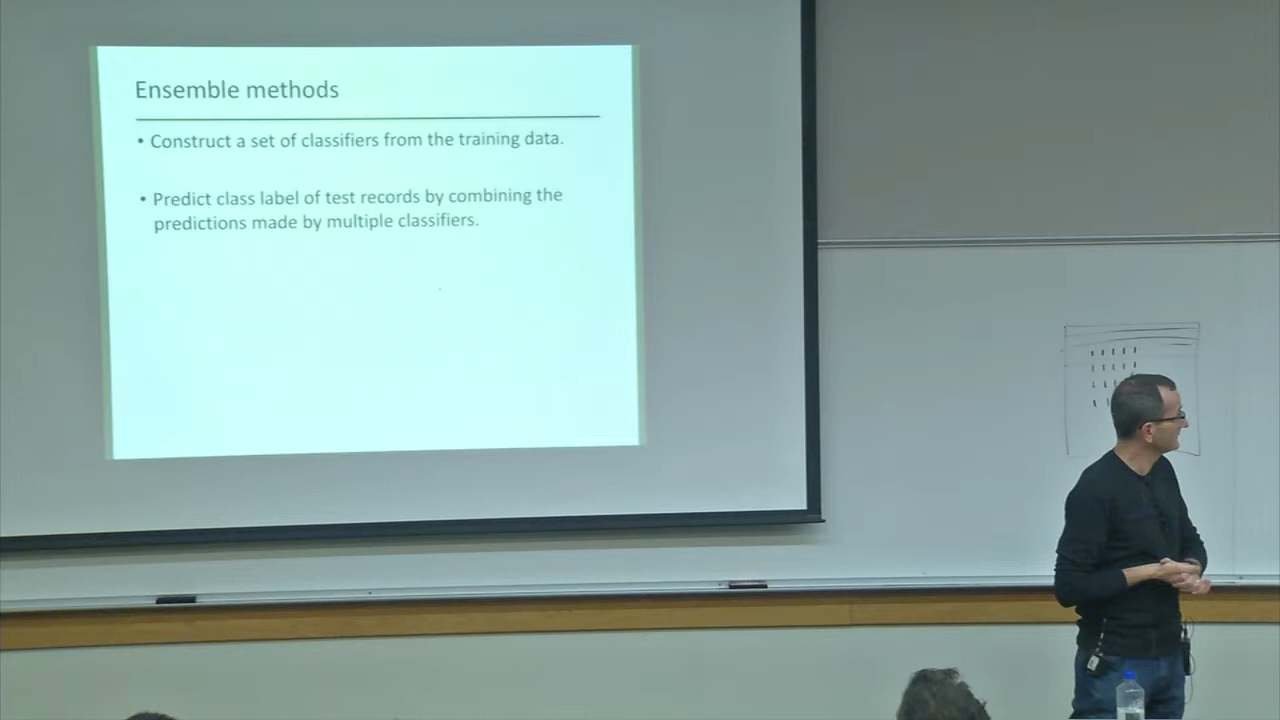 Ensemble methods
• Construct a set of classifiers from the training data.
• Predict class label of test records by combining the
predictions made by multiple classifiers.